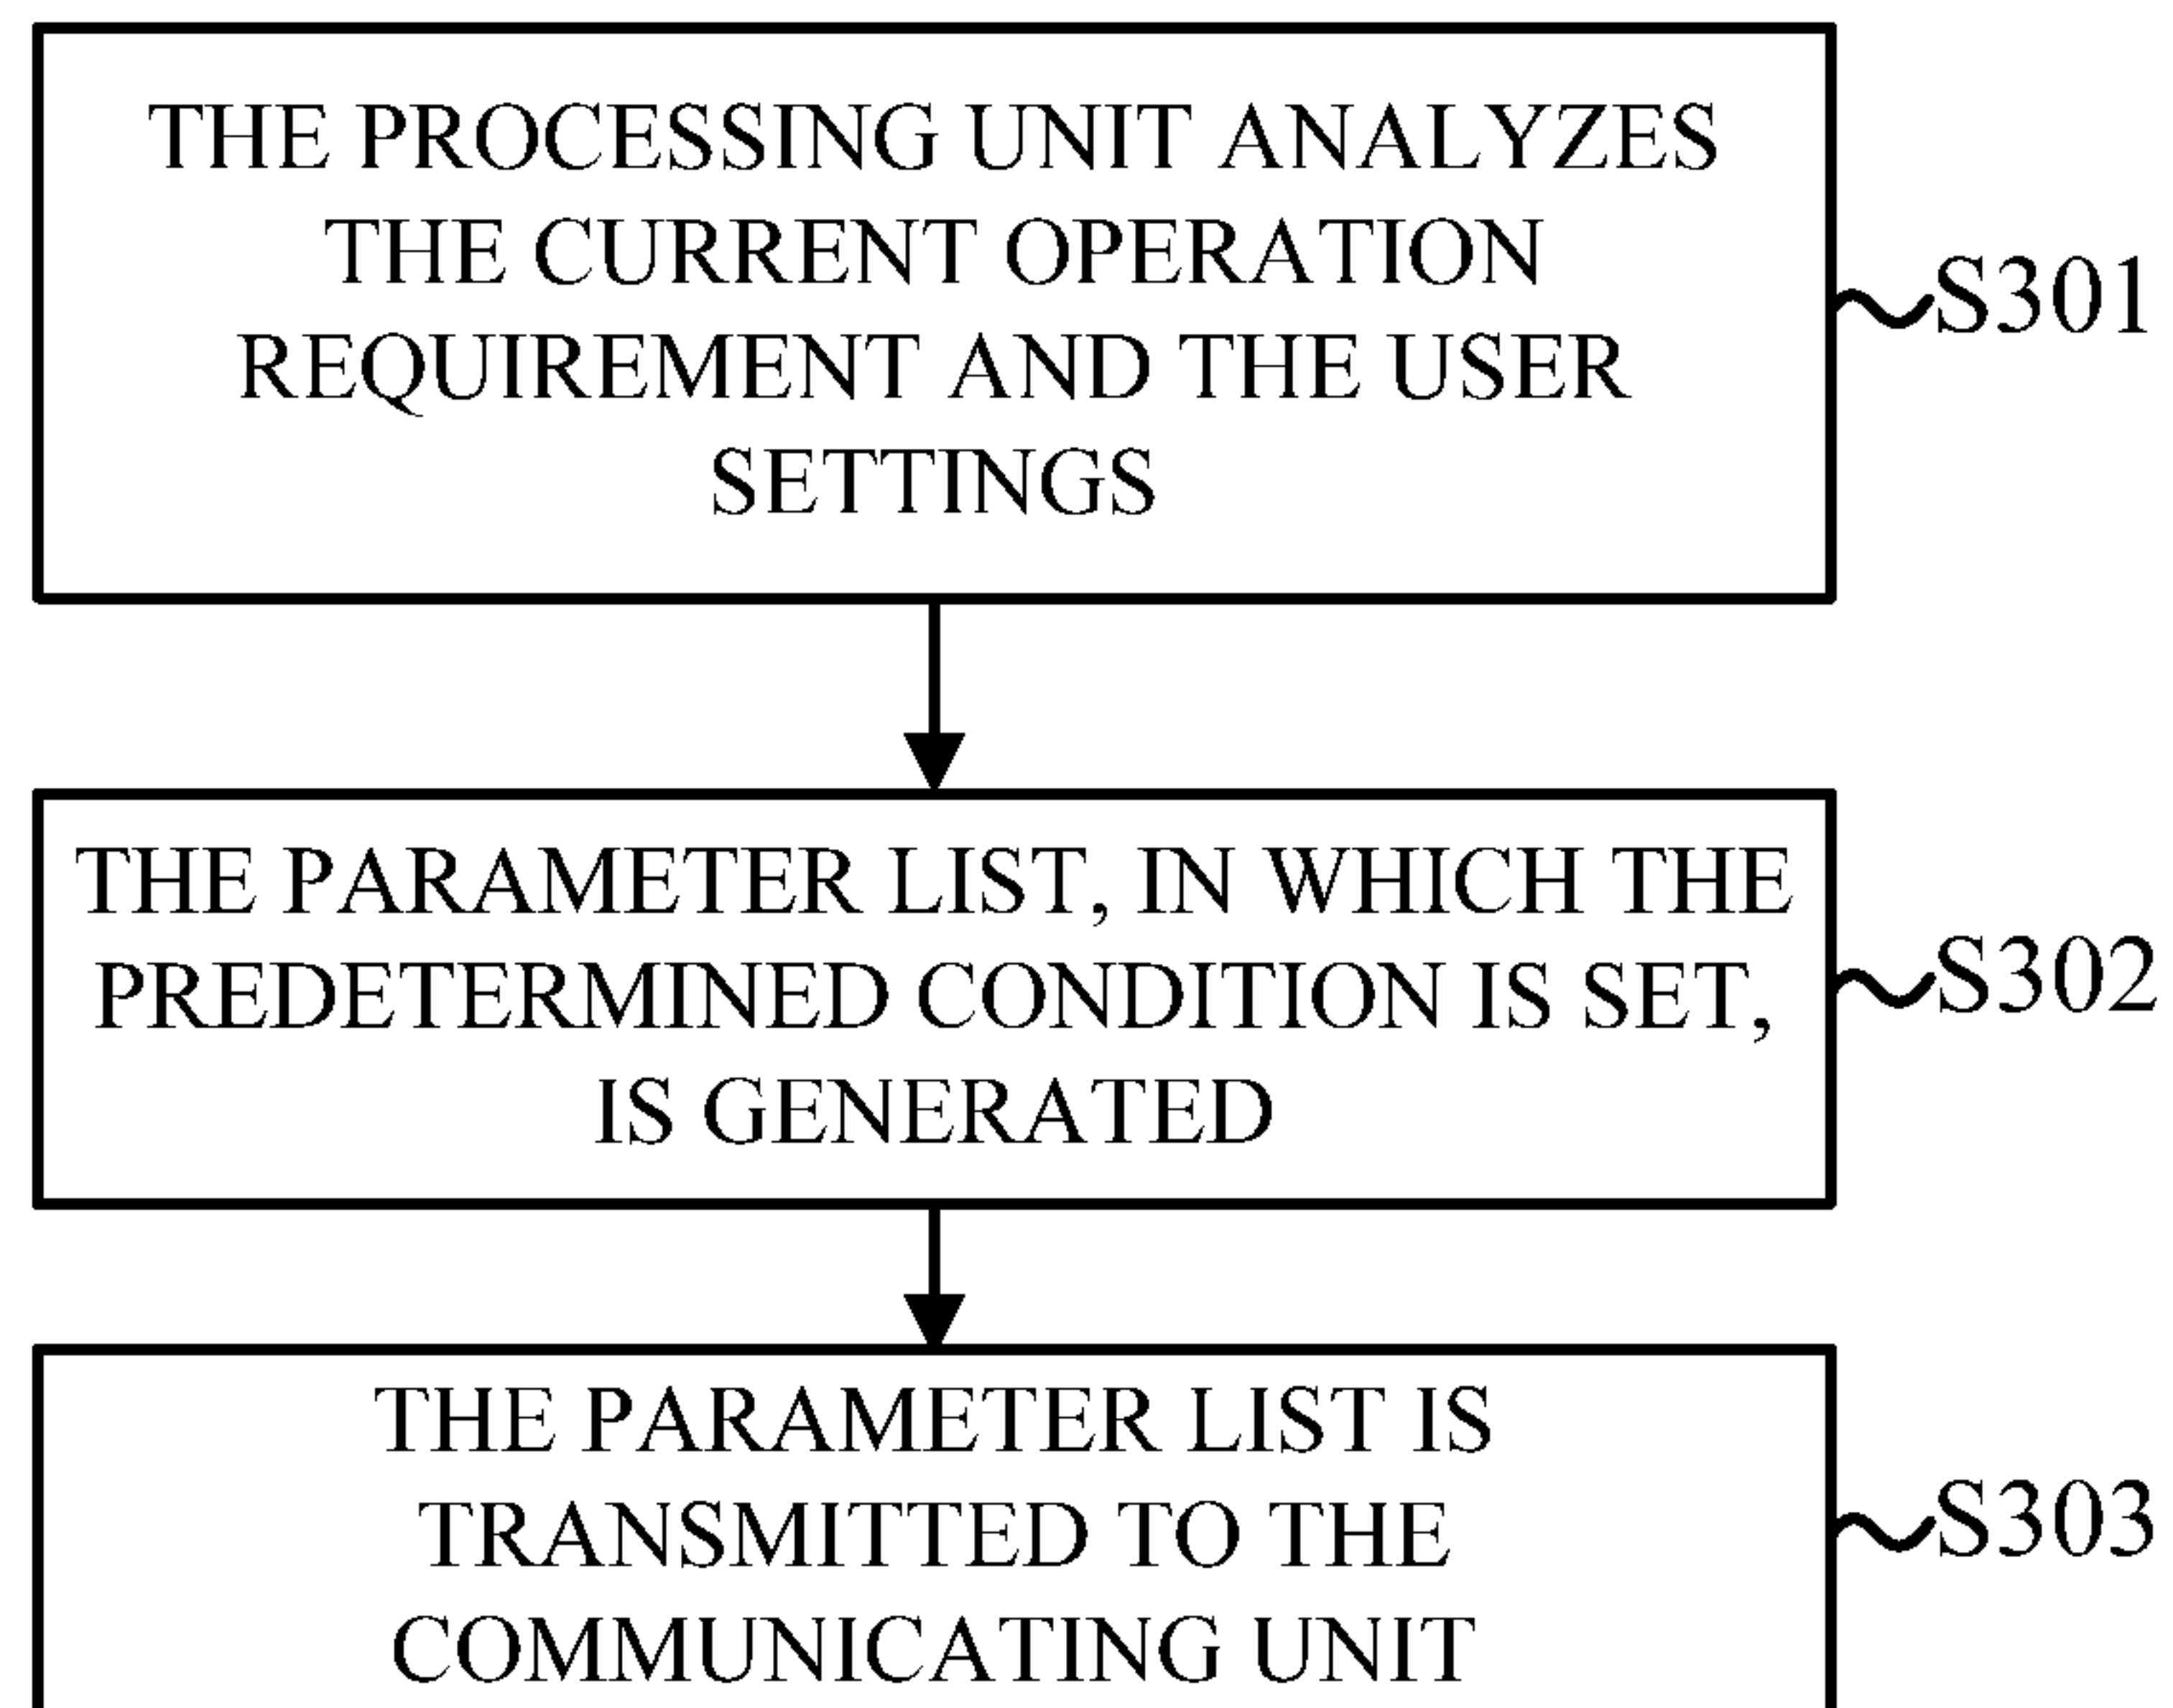 THE PROCESSING UNIT ANALYZES
THE CURRENT OPERATION
REQUIREMENT AND THE USER
SETTINGS
S301
THE PARAMETER LIST, IN WHICH THE
PREDETERMINED CONDITION IS SET,
IS GENERATED
S302
THE PARAMETER LIST IS
TRANSMITTED TO THE
COMMUNICATING UNIT
S303